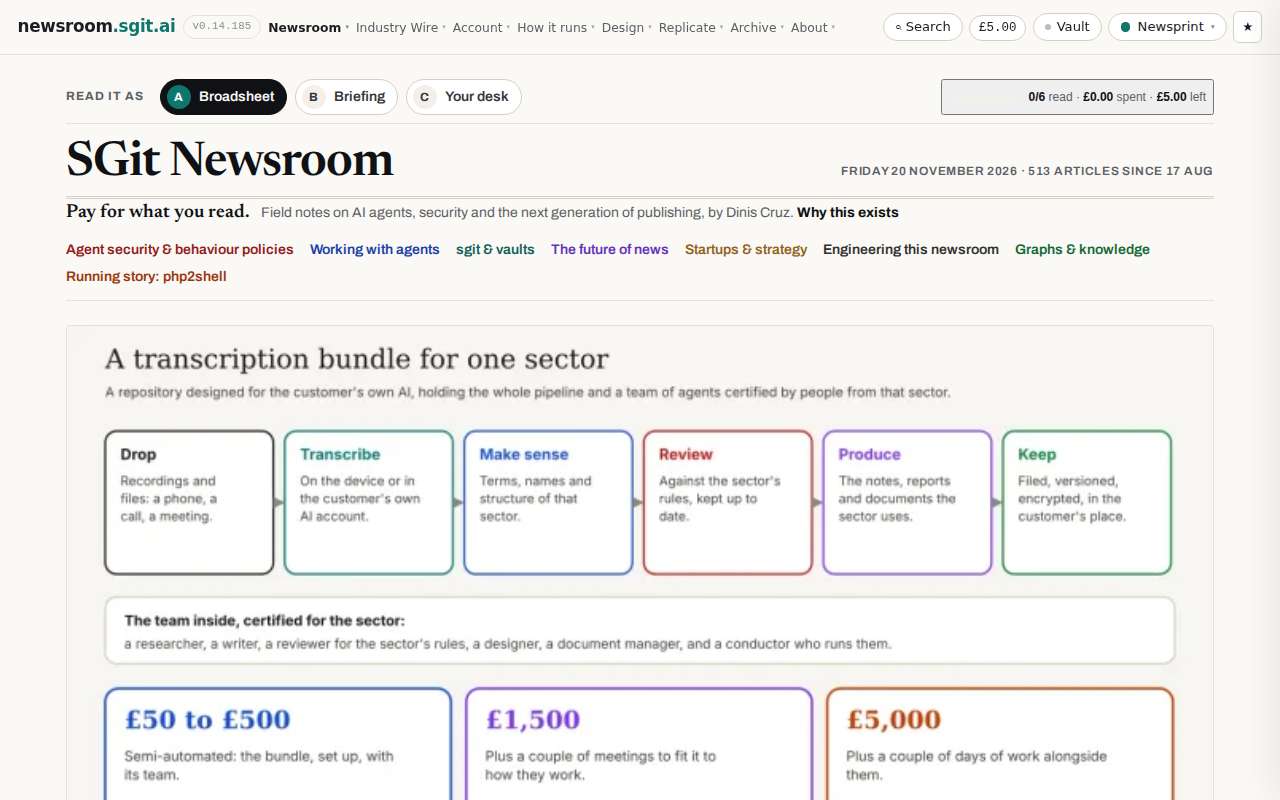 newsroom.sgit.ai v0.14.185 Newsroom Industry Wire Account How it runs Design Replicate Archive About Search £5.00 Vault Newsprint ★
READ IT AS A Broadsheet B Briefing C Your desk 0/6 read · £0.00 spent · £5.00 left
SGit Newsroom
FRIDAY 20 NOVEMBER 2026 · 513 ARTICLES SINCE 17 AUG
Pay for what you read. Field notes on AI agents, security and the next generation of publishing, by Dinis Cruz. Why this exists
Agent security & behaviour policies Working with agents sgit & vaults The future of news Startups & strategy Engineering this newsroom Graphs & knowledge
Running story: php2shell
A transcription bundle for one sector
A repository designed for the customer's own AI, holding the whole pipeline and a team of agents certified by people from that sector.
Drop
Recordings and
files: a phone, a
call, a meeting.
Transcribe
On the device or in
the customer's own
AI account.
Make sense
Terms, names and
structure of that
sector.
Review
Against the sector's
rules, kept up to
date.
Produce
The notes, reports
and documents the
sector uses.
Keep
Filed, versioned,
encrypted, in the
customer's place.
The team inside, certified for the sector:
a researcher, a writer, a reviewer for the sector's rules, a designer, a document manager, and a conductor who runs them.
£50 to £500
Semi-automated: the bundle, set up, with
its team.
£1,500
Plus a couple of meetings to fit it to
how they work.
£5,000
Plus a couple of days of work alongside
them.